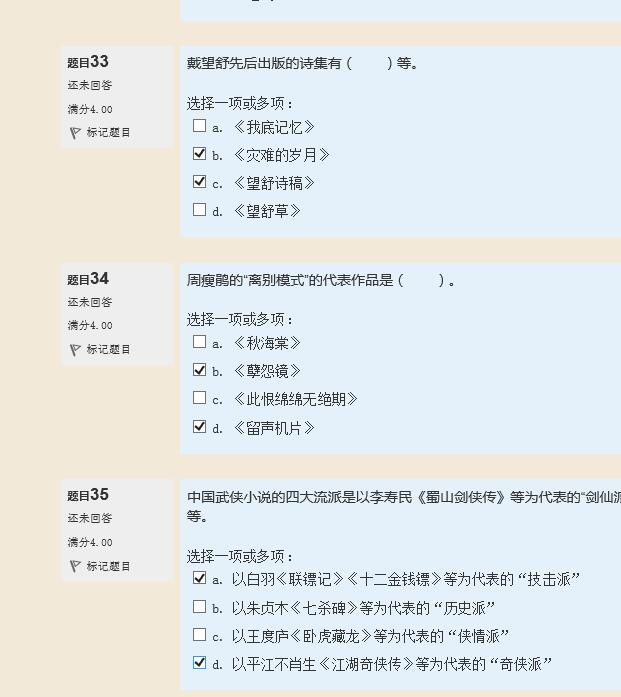 题目33
还未回答
满分4.00
标记题目
戴望舒先后出版的诗集有（  ）等。
选择一项或多项：
a. 《我底记忆》
b. 《灾难的岁月》
c. 《望舒诗稿》
d. 《望舒草》
题目34
还未回答
满分4.00
标记题目
周瘦鹃的“离别模式”的代表作品是（  ）。
选择一项或多项：
a. 《秋海棠》
b. 《孽怨镜》
c. 《此恨绵绵无绝期》
d. 《留声机片》
题目35
还未回答
满分4.00
标记题目
中国武侠小说的四大流派是以李寿民《蜀山剑侠传》等为代表的“剑仙派
等。
选择一项或多项：
a. 以白羽《联镖记》《十二金钱镖》等为代表的“技击派”
b. 以朱贞木《七杀碑》等为代表的“历史派”
c. 以王度庐《卧虎藏龙》等为代表的“侠情派”
d. 以平江不肖生《江湖奇侠传》等为代表的“奇侠派”